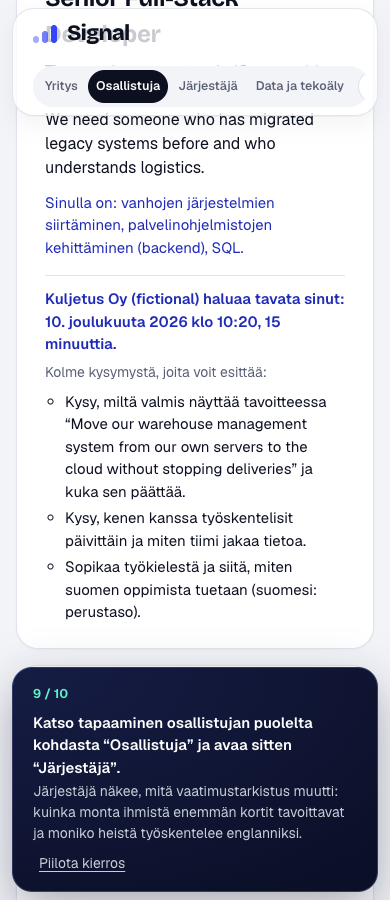 Senior Full-Stack
Developer
Signal
Yritys
Osallistuja
Järjestäjä
Data ja tekoäly
We need someone who has migrated
legacy systems before and who
understands logistics.
Sinulla on: vanhojen järjestelmien
siirtäminen, palvelinohjelmistojen
kehittäminen (backend), SQL.
Kuljetus Oy (fictional) haluaa tavata sinut:
10. joulukuuta 2026 klo 10:20, 15
minuuttia.
Kolme kysymystä, joita voit esittää:
Kysy, miltä valmis näyttää tavoitteessa
“Move our warehouse management
system from our own servers to the
cloud without stopping deliveries” ja
kuka sen päättää.
Kysy, kenen kanssa työskentelisit
päivittäin ja miten tiimi jakaa tietoa.
Sopikaa työkielestä ja siitä, miten
suomen oppimista tuetaan (suomesi:
perustaso).
9 / 10
Katso tapaaminen osallistujan puolelta
kohdasta “Osallistuja” ja avaa sitten
“Järjestäjä”.
Järjestäjä näkee, mitä vaatimustarkistus muutti:
kuinka monta ihmistä enemmän kortit tavoittavat
ja moniko heistä työskentelee englanniksi.
Piilota kierros